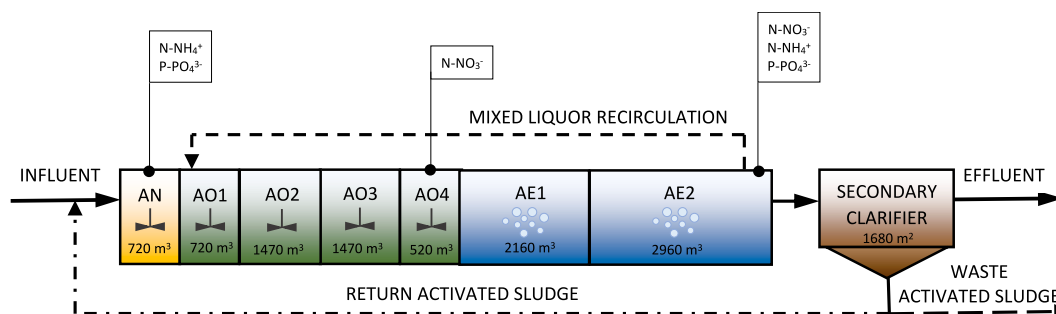 N-NH₄⁺
P-PO₄³⁻
N-NO₃⁻
N-NO₃⁻
N-NH₄⁺
P-PO₄³⁻
MIXED LIQUOR RECIRCULATION
INFLUENT
AN
720 m³
AO1
720 m³
AO2
1470 m³
AO3
1470 m³
AO4
520 m³
AE1
2160 m³
AE2
2960 m³
SECONDARY
CLARIFIER
1680 m²
EFFLUENT
RETURN ACTIVATED SLUDGE
WASTE
ACTIVATED SLUDGE